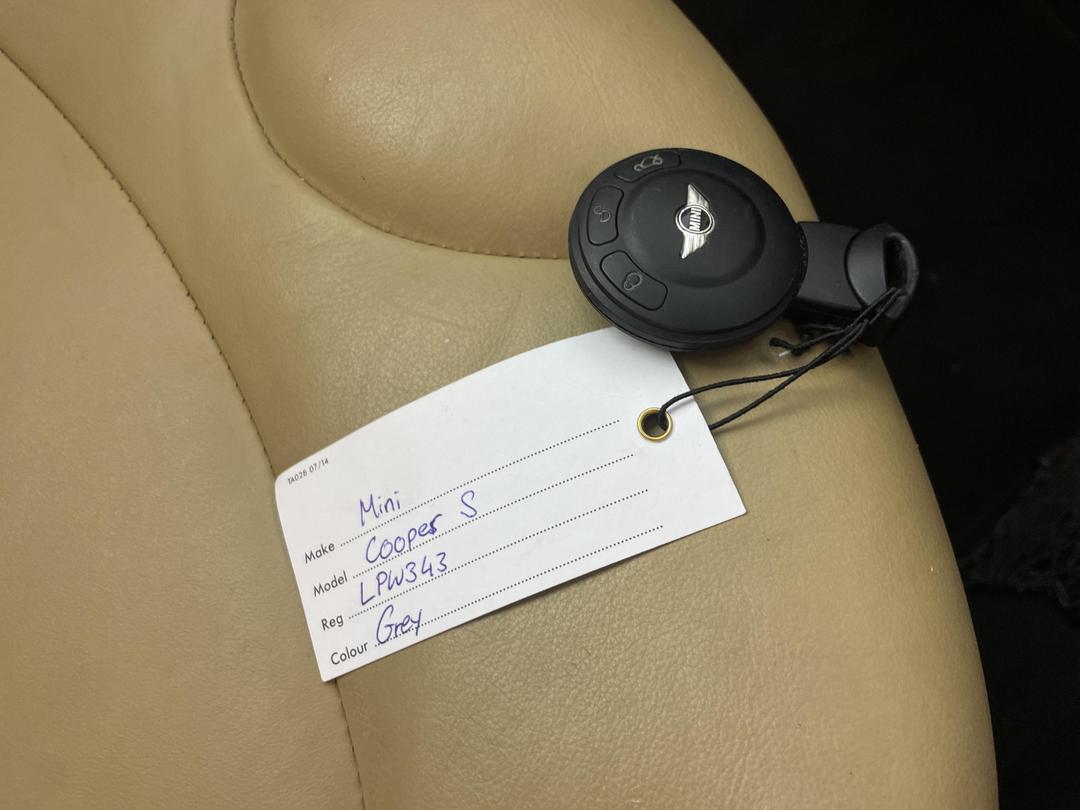 MINI
TA028 07/14
Make Mini
Model Cooper S
Reg LPW343
Colour Grey